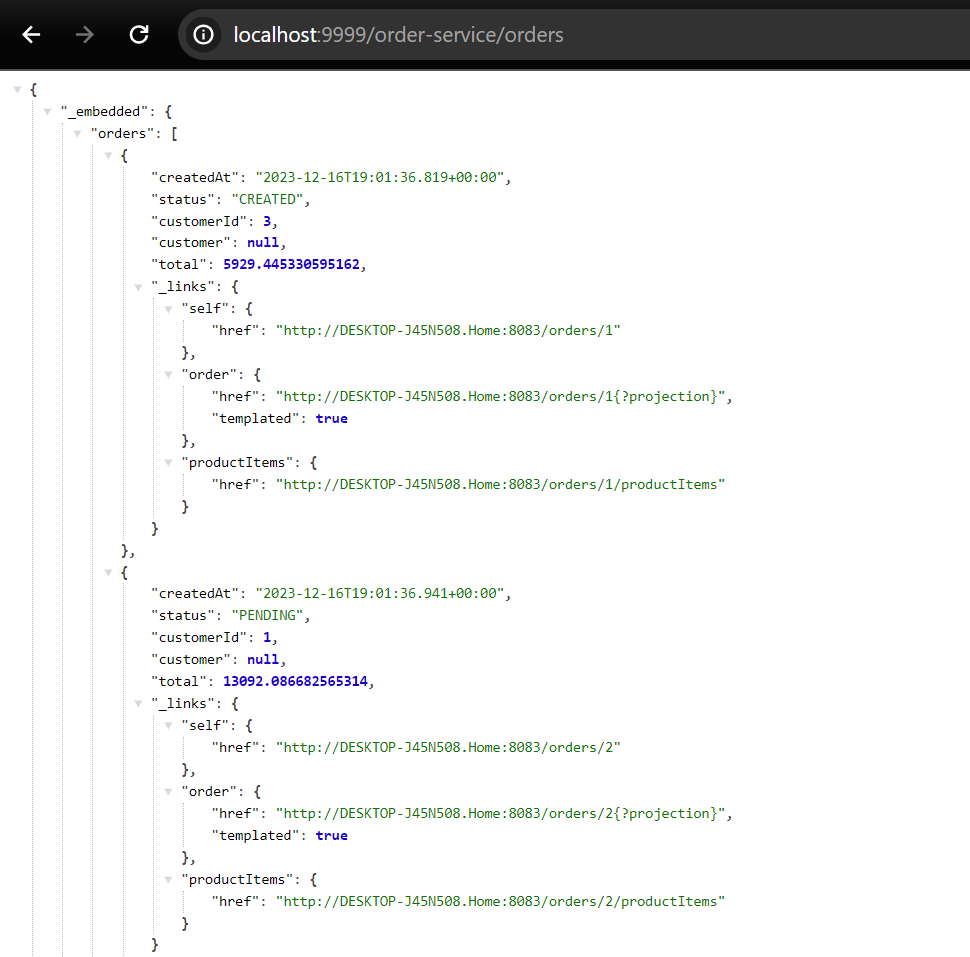 localhost:9999/order-service/orders
{
"_embedded": {
"orders": [
{
"createdAt": "2023-12-16T19:01:36.819+00:00",
"status": "CREATED",
"customerId": 3,
"customer": null,
"total": 5929.445330595162,
"_links": {
"self": {
"href": "http://DESKTOP-J45N508.Home:8083/orders/1"
},
"order": {
"href": "http://DESKTOP-J45N508.Home:8083/orders/1{?projection}",
"templated": true
},
"productItems": {
"href": "http://DESKTOP-J45N508.Home:8083/orders/1/productItems"
}
}
},
{
"createdAt": "2023-12-16T19:01:36.941+00:00",
"status": "PENDING",
"customerId": 1,
"customer": null,
"total": 13092.086682565314,
"_links": {
"self": {
"href": "http://DESKTOP-J45N508.Home:8083/orders/2"
},
"order": {
"href": "http://DESKTOP-J45N508.Home:8083/orders/2{?projection}",
"templated": true
},
"productItems": {
"href": "http://DESKTOP-J45N508.Home:8083/orders/2/productItems"
}
}